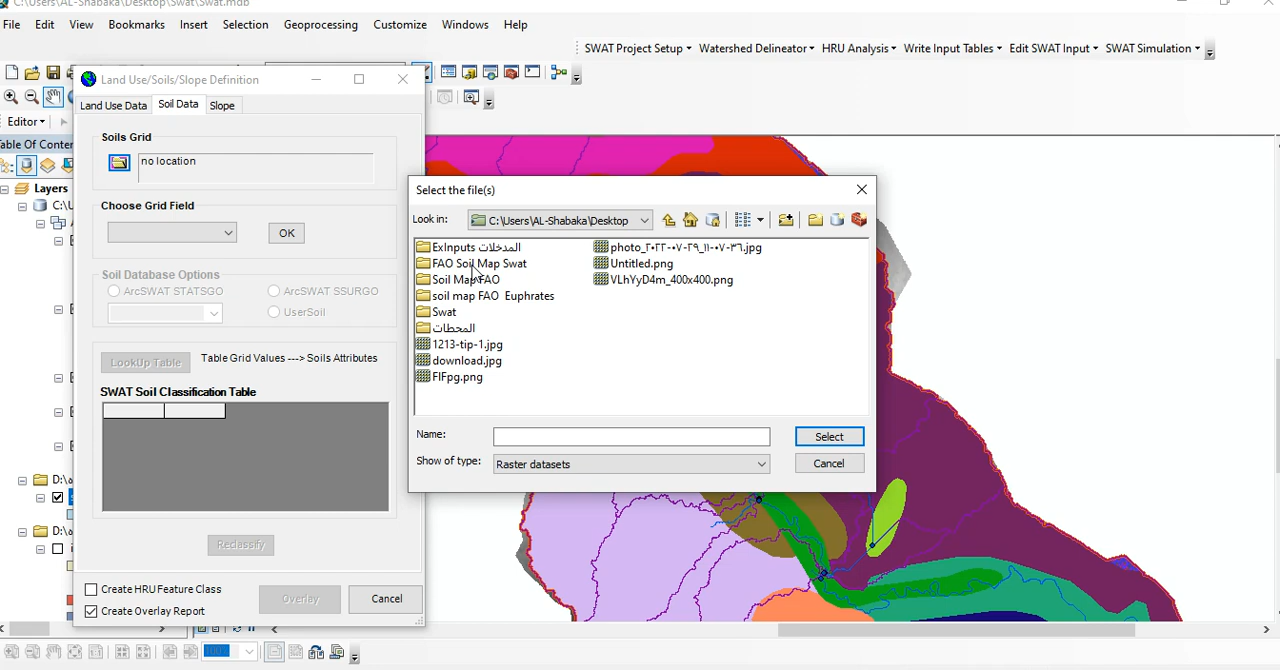 C:\Users\AL-Shabaka\Desktop\Swat\Swat.mdb
File Edit View Bookmarks Insert Selection Geoprocessing Customize Windows Help
SWAT Project Setup Watershed Delineator HRU Analysis Write Input Tables Edit SWAT Input SWAT Simulation
Land Use/Soils/Slope Definition
Land Use Data Soil Data Slope
Editor
Soils Grid
no location
Layers
C:\U
Choose Grid Field
OK
Soil Database Options
ArcSWAT STATSGO ArcSWAT SSURGO
UserSoil
LookUp Table Table Grid Values ---> Soils Attributes
SWAT Soil Classification Table
D:\a
D:\a
Reclassify
Create HRU Feature Class
Create Overlay Report
Overlay Cancel
Select the file(s)
Look in: C:\Users\AL-Shabaka\Desktop
ExInputs المدخلات
FAO Soil Map Swat
Soil Map FAO
soil map FAO Euphrates
Swat
المحطات
1213-tip-1.jpg
download.jpg
FIFpg.png
photo_٢٠٢٢-٠٧-٢٩_١١-٠٧-٣٦.jpg
Untitled.png
VLhYyD4m_400x400.png
Name: Select
Show of type: Raster datasets Cancel